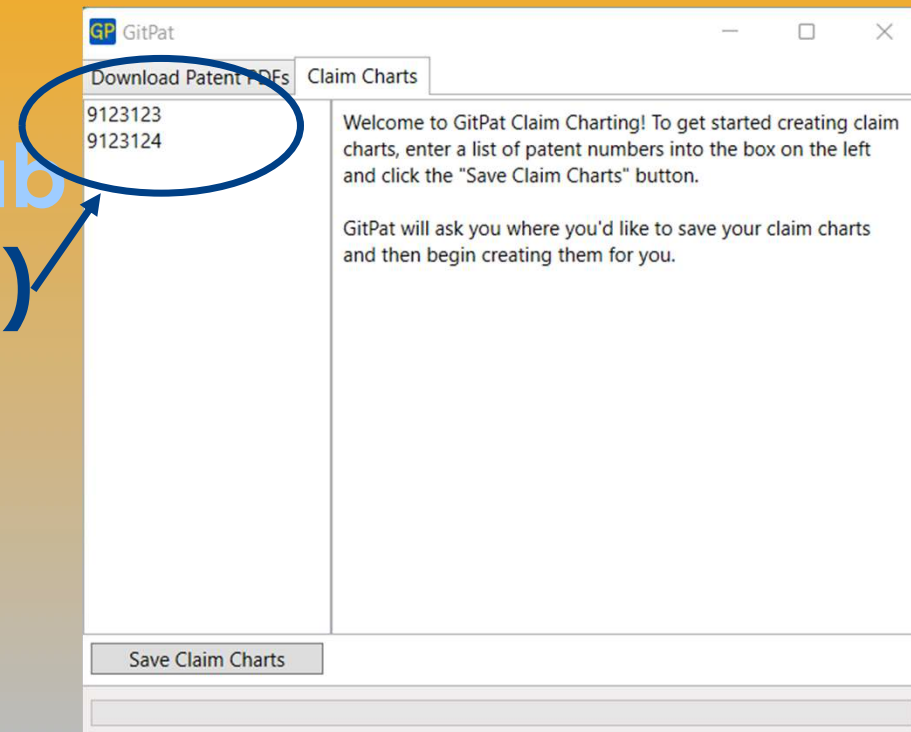 GP GitPat
Download Patent PDFs Claim Charts
9123123
9123124
Welcome to GitPat Claim Charting! To get started creating claim
charts, enter a list of patent numbers into the box on the left
and click the "Save Claim Charts" button.
GitPat will ask you where you'd like to save your claim charts
and then begin creating them for you.
ub
)
Save Claim Charts